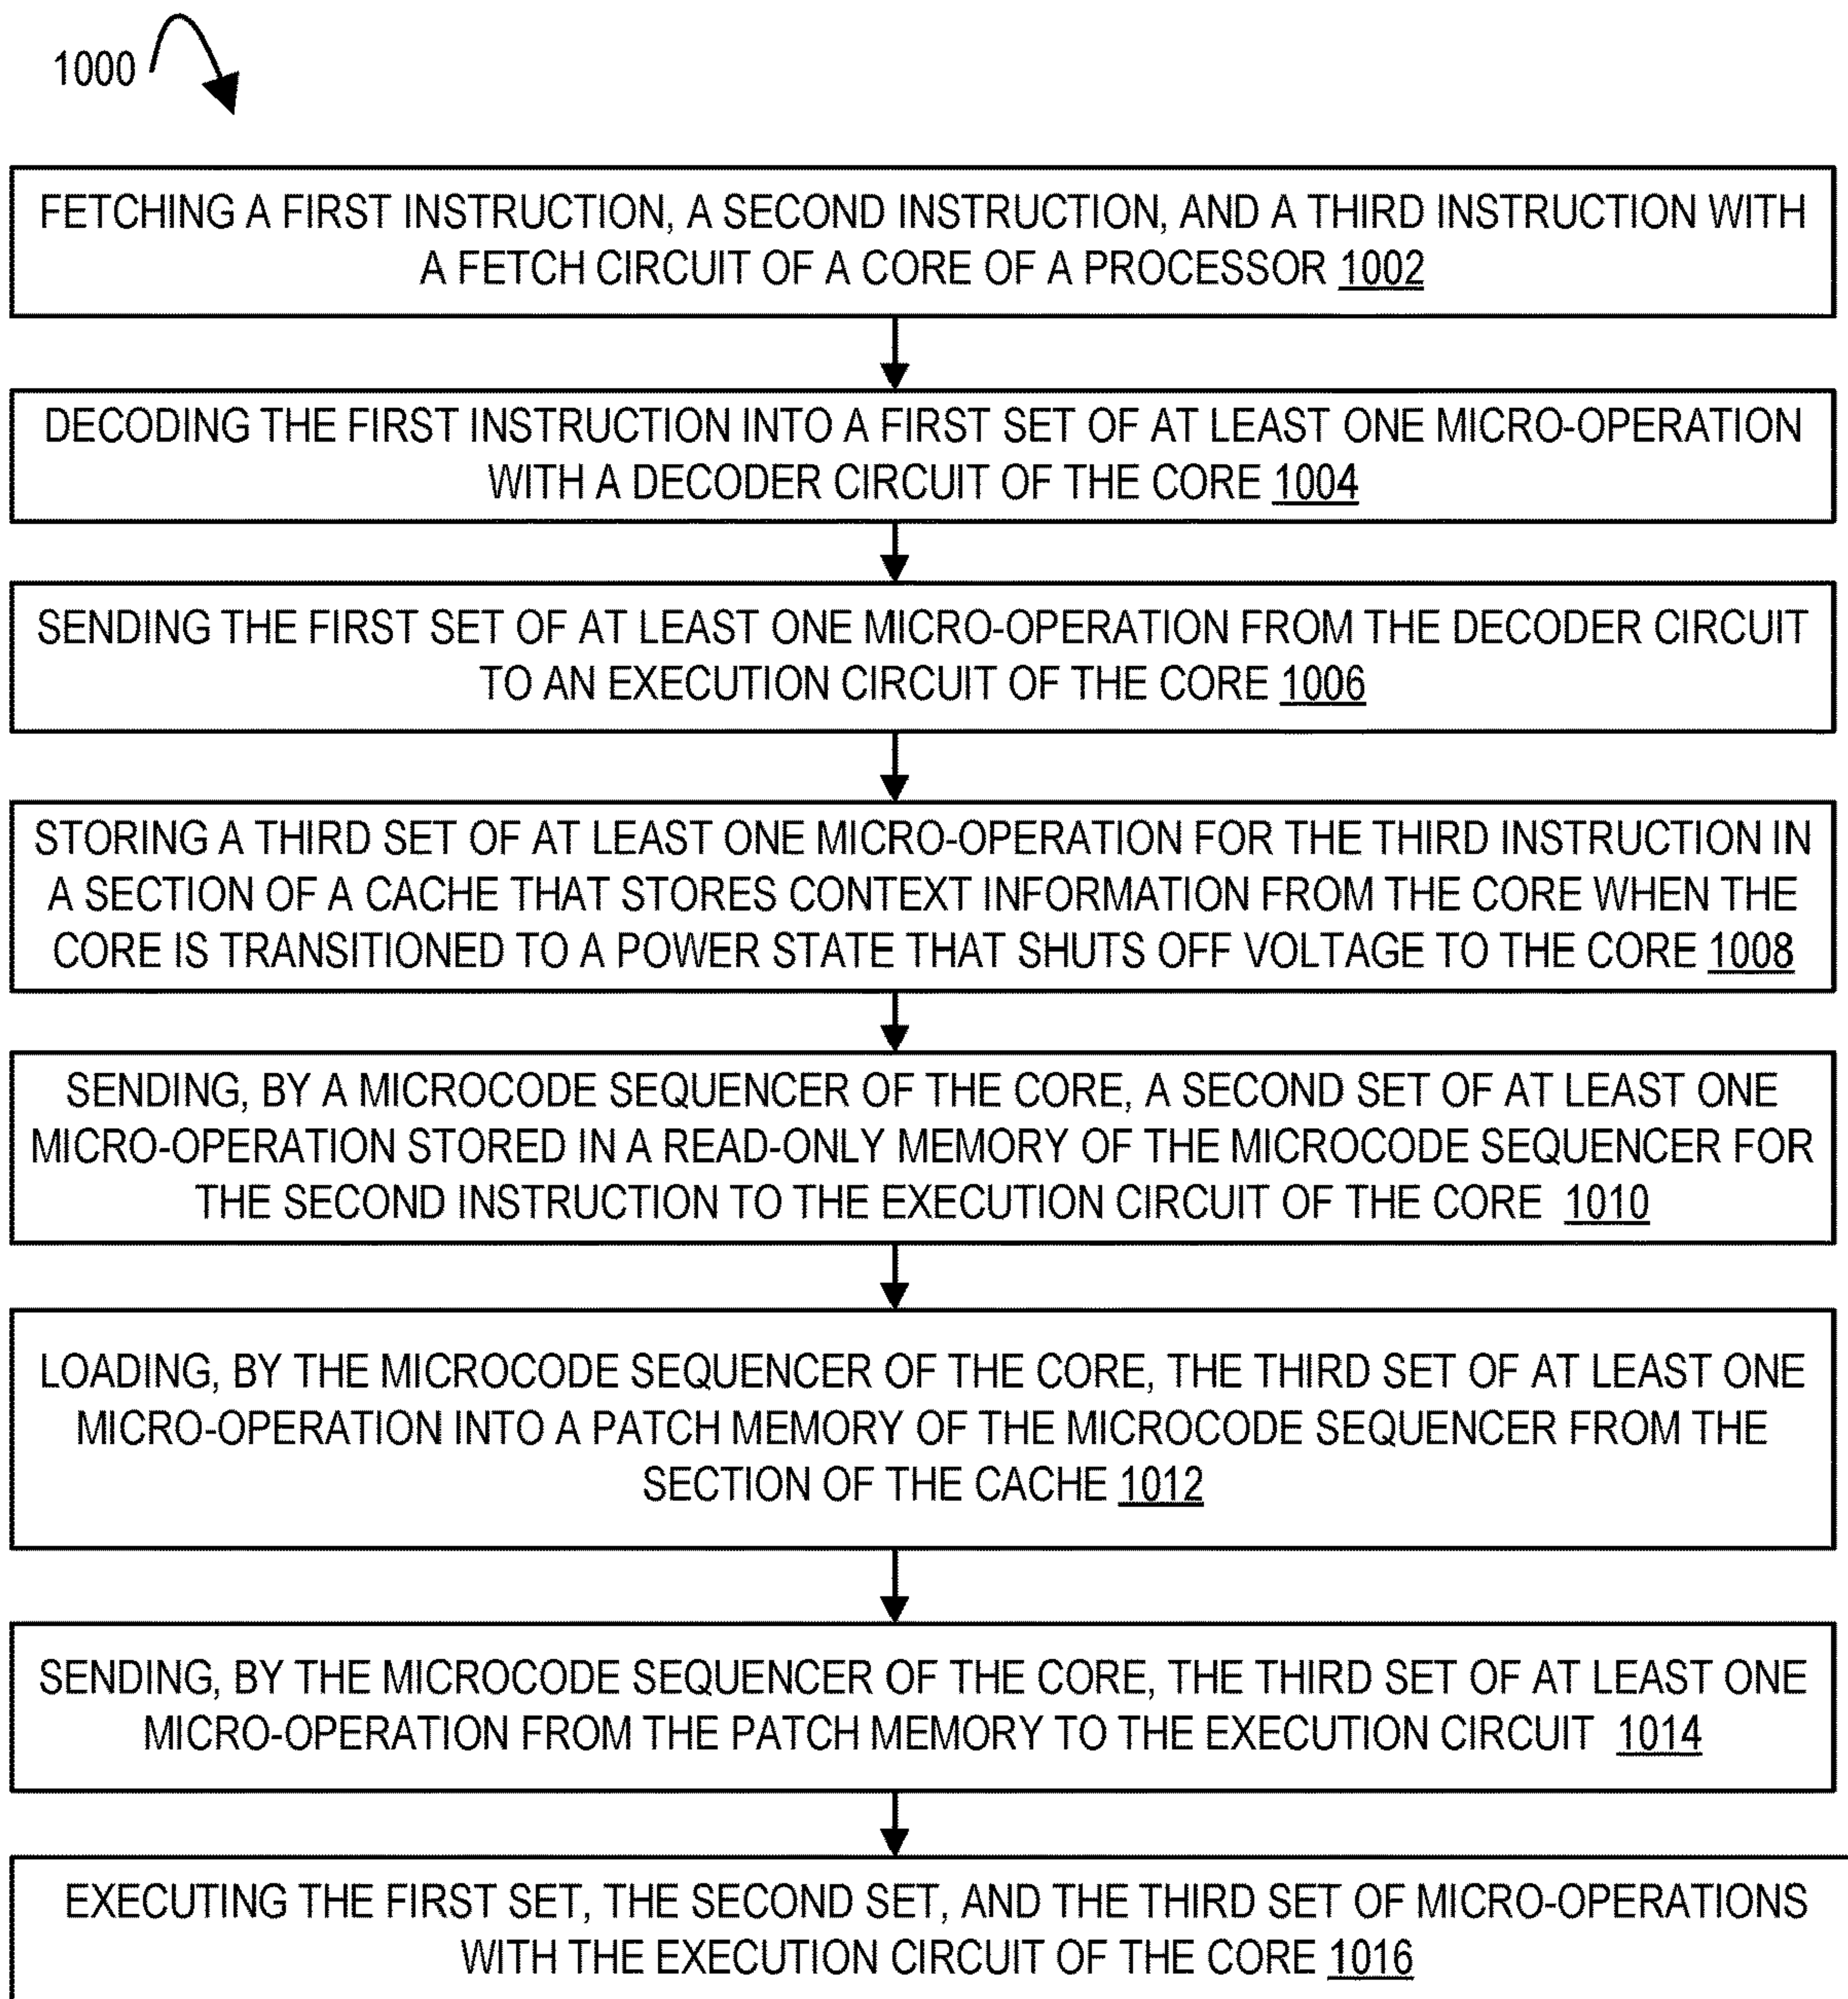 1000
FETCHING A FIRST INSTRUCTION, A SECOND INSTRUCTION, AND A THIRD INSTRUCTION WITH
A FETCH CIRCUIT OF A CORE OF A PROCESSOR 1002
DECODING THE FIRST INSTRUCTION INTO A FIRST SET OF AT LEAST ONE MICRO-OPERATION
WITH A DECODER CIRCUIT OF THE CORE 1004
SENDING THE FIRST SET OF AT LEAST ONE MICRO-OPERATION FROM THE DECODER CIRCUIT
TO AN EXECUTION CIRCUIT OF THE CORE 1006
STORING A THIRD SET OF AT LEAST ONE MICRO-OPERATION FOR THE THIRD INSTRUCTION IN
A SECTION OF A CACHE THAT STORES CONTEXT INFORMATION FROM THE CORE WHEN THE
CORE IS TRANSITIONED TO A POWER STATE THAT SHUTS OFF VOLTAGE TO THE CORE 1008
SENDING, BY A MICROCODE SEQUENCER OF THE CORE, A SECOND SET OF AT LEAST ONE
MICRO-OPERATION STORED IN A READ-ONLY MEMORY OF THE MICROCODE SEQUENCER FOR
THE SECOND INSTRUCTION TO THE EXECUTION CIRCUIT OF THE CORE 1010
LOADING, BY THE MICROCODE SEQUENCER OF THE CORE, THE THIRD SET OF AT LEAST ONE
MICRO-OPERATION INTO A PATCH MEMORY OF THE MICROCODE SEQUENCER FROM THE
SECTION OF THE CACHE 1012
SENDING, BY THE MICROCODE SEQUENCER OF THE CORE, THE THIRD SET OF AT LEAST ONE
MICRO-OPERATION FROM THE PATCH MEMORY TO THE EXECUTION CIRCUIT 1014
EXECUTING THE FIRST SET, THE SECOND SET, AND THE THIRD SET OF MICRO-OPERATIONS
WITH THE EXECUTION CIRCUIT OF THE CORE 1016